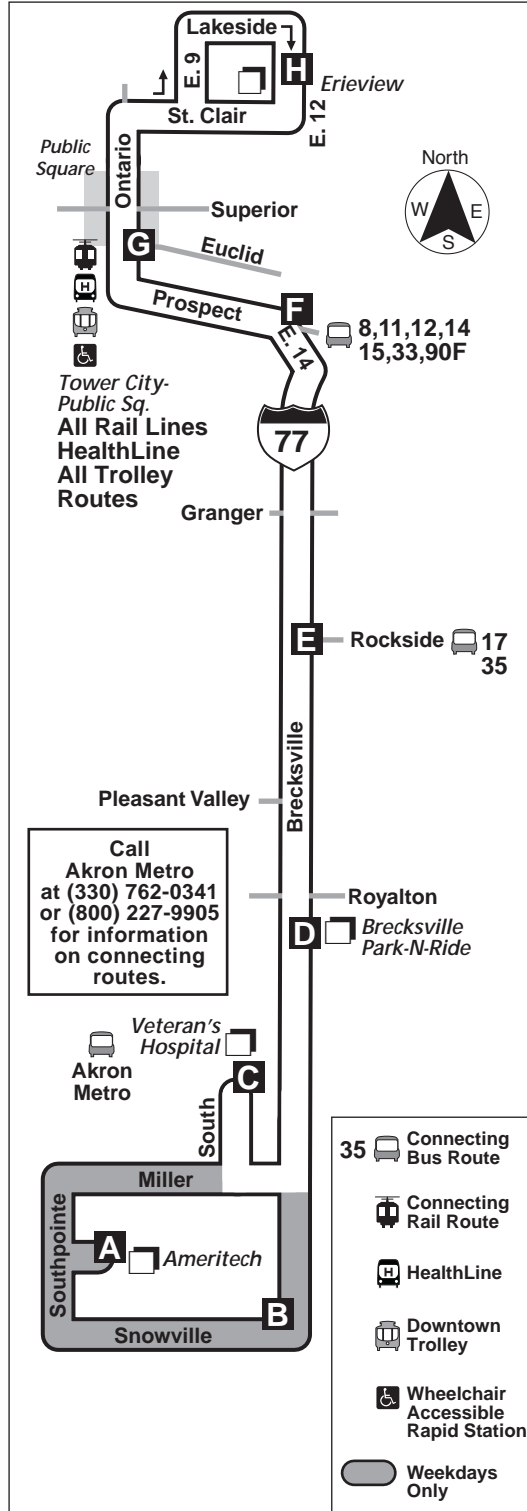 Lakeside
E. 9
H
Erieview
St. Clair
E. 12
Public
Square
Ontario
North
W
E
S
Superior
G
Euclid
Prospect
F
E. 14
8,11,12,14
15,33,90F
H
Tower City-
Public Sq.
All Rail Lines
HealthLine
All Trolley
Routes
77
Granger
E
Rockside
17
35
Brecksville
Pleasant Valley
Call
Akron Metro
at (330) 762-0341
or (800) 227-9905
for information
on connecting
routes.
Royalton
D
Brecksville
Park-N-Ride
Veteran's
Hospital
Akron
Metro
C
South
Miller
Southpointe
A
Ameritech
B
Snowville
35
Connecting
Bus Route
Connecting
Rail Route
H
HealthLine
Downtown
Trolley
Wheelchair
Accessible
Rapid Station
Weekdays
Only